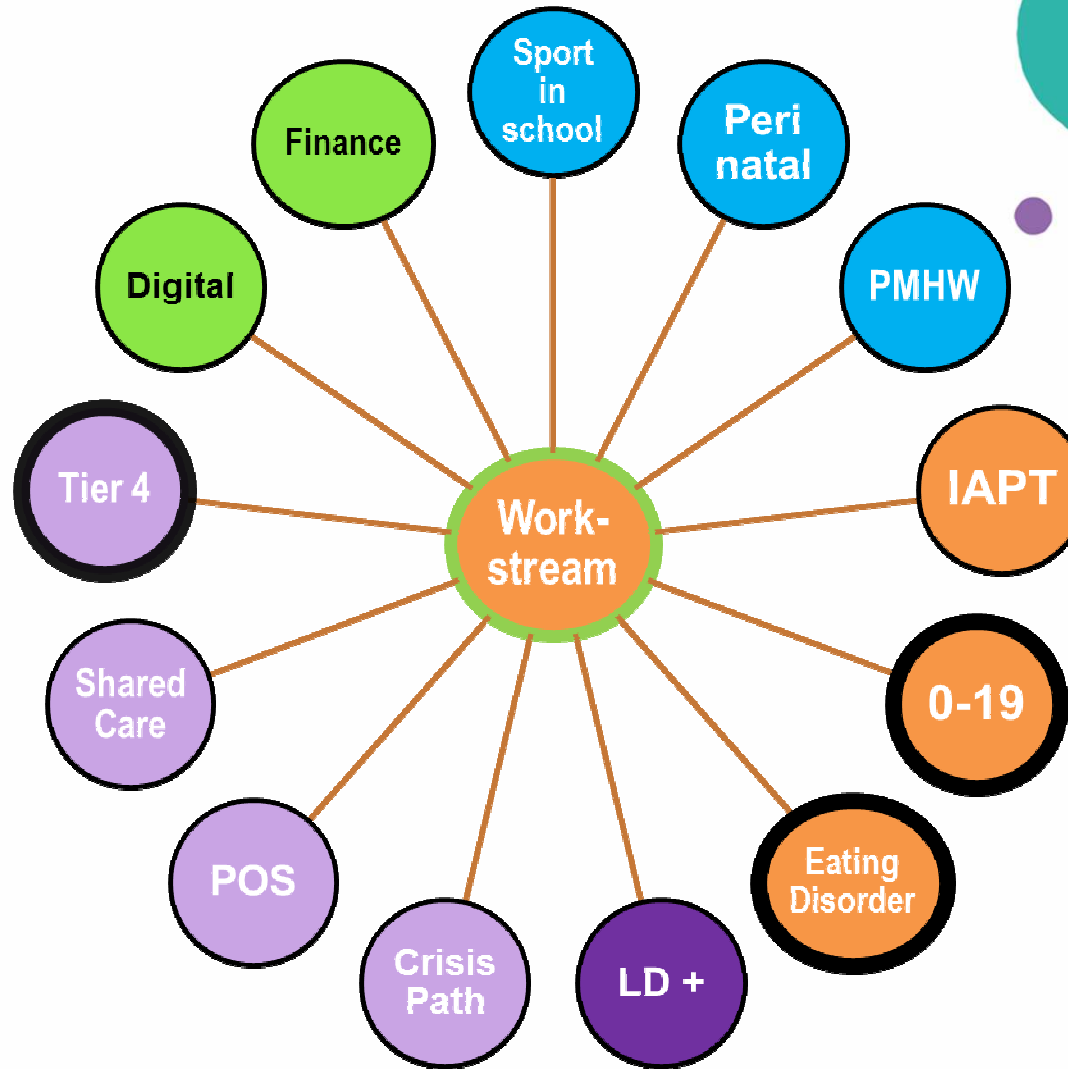 Sport
in
school
Peri
natal
PMHW
IAPT
0-19
Eating
Disorder
LD +
Crisis
Path
POS
Shared
Care
Tier 4
Digital
Finance
Work-
stream